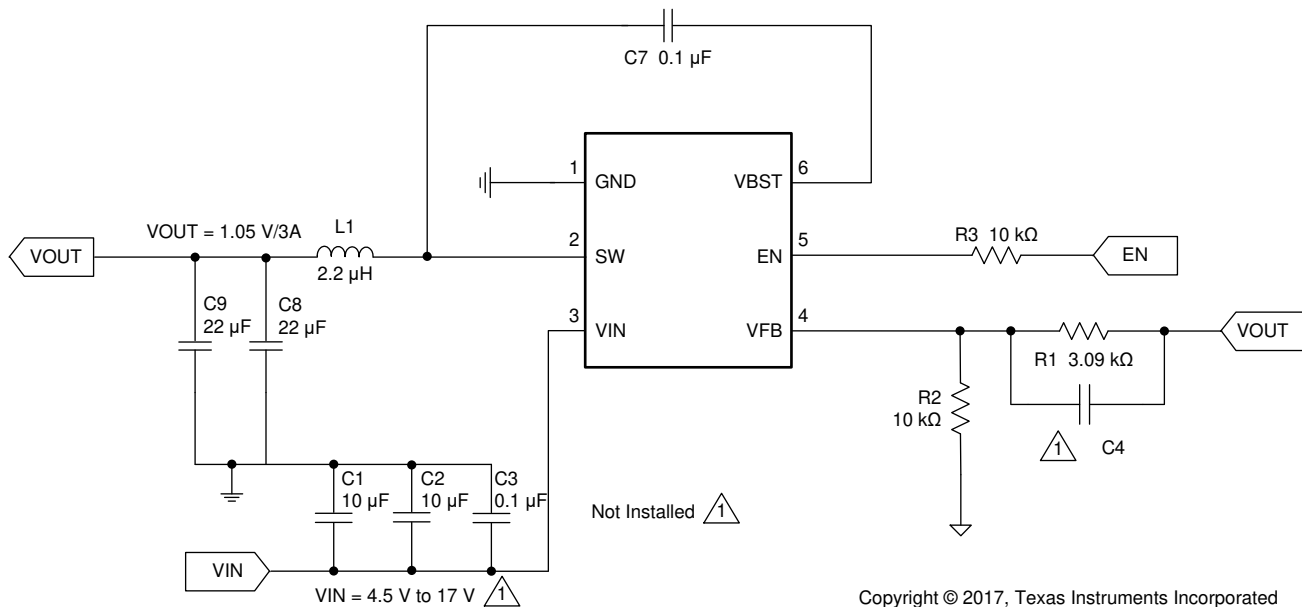 C7 0.1 µF
1
GND
VBST
6
VOUT = 1.05 V/3A
L1
VOUT
2.2 µH
2
SW
EN
5
R3 10 kΩ
EN
C9
22 µF
C8
22 µF
3
VIN
VFB
4
VOUT
R1 3.09 kΩ
R2
10 kΩ
1
C4
C1
10 µF
C2
10 µF
C3
0.1 µF
Not Installed 1
VIN
VIN = 4.5 V to 17 V 1
Copyright © 2017, Texas Instruments Incorporated